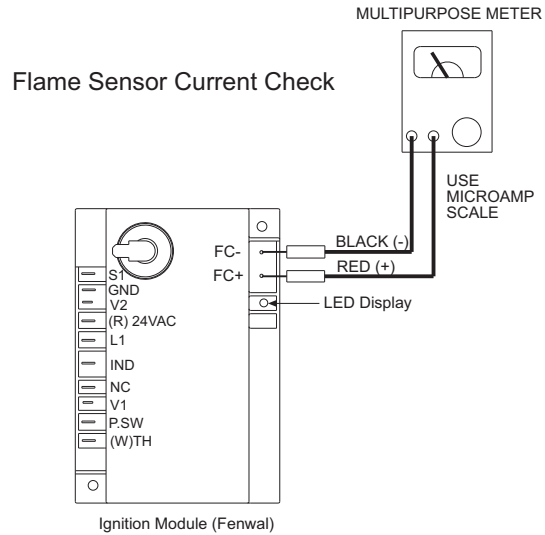 MULTIPURPOSE METER
Flame Sensor Current Check
USE
MICROAMP
SCALE
BLACK (-)
FC-
RED (+)
FC+
LED Display
S1
GND
V2
(R) 24VAC
L1
IND
NC
V1
P.SW
(W)TH
Ignition Module (Fenwal)